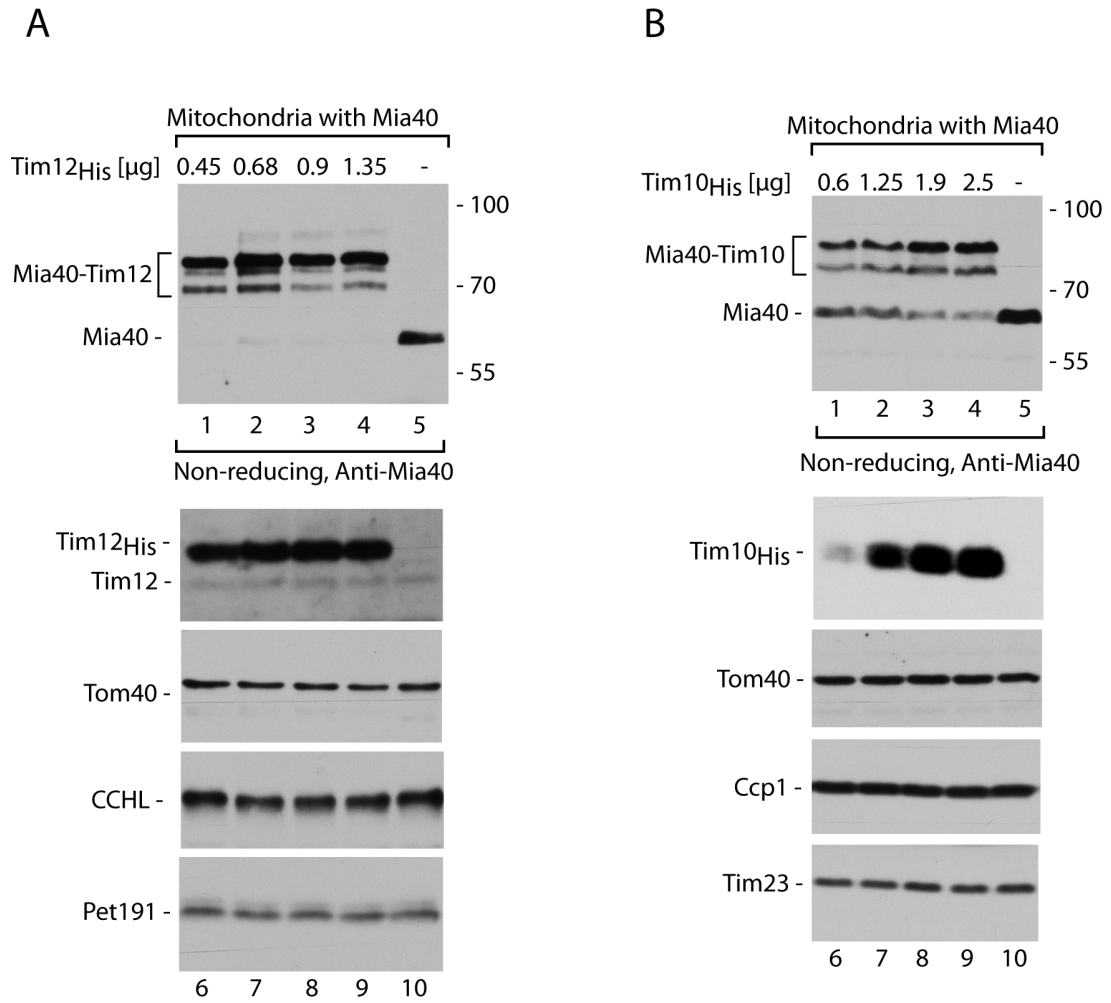 A
Mitochondria with Mia40
Tim12His [µg] 0.45 0.68 0.9 1.35 -
- 100
Mia40-Tim12
- 70
Mia40 -
- 55
1 2 3 4 5
Non-reducing, Anti-Mia40
Tim12His -
Tim12 -
Tom40 -
CCHL -
Pet191 -
6 7 8 9 10
B
Mitochondria with Mia40
Tim10His [µg] 0.6 1.25 1.9 2.5 -
- 100
Mia40-Tim10
- 70
Mia40 -
- 55
1 2 3 4 5
Non-reducing, Anti-Mia40
Tim10His -
Tom40 -
Ccp1 -
Tim23 -
6 7 8 9 10